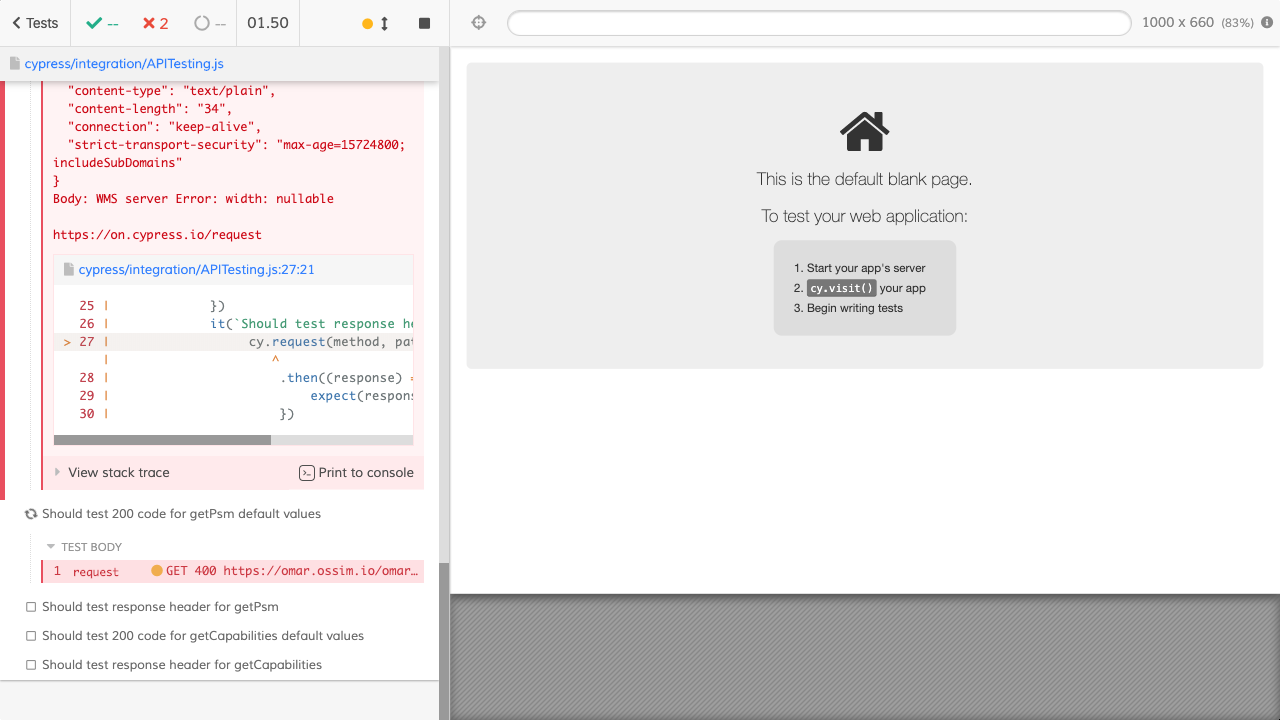 Tests
--
2
--
01.50
1000 x 660 (83%)
cypress/integration/APITesting.js
"content-type": "text/plain",
"content-length": "34",
"connection": "keep-alive",
"strict-transport-security": "max-age=15724800;
includeSubDomains"
}
Body: WMS server Error: width: nullable
https://on.cypress.io/request
cypress/integration/APITesting.js:27:21
25 | })
26 | it(`Should test response he
> 27 | cy.request(method, pat
| ^
28 | .then((response) =
29 | expect(respons
30 | })
View stack trace
Print to console
Should test 200 code for getPsm default values
TEST BODY
1 request GET 400 https://omar.ossim.io/omar…
Should test response header for getPsm
Should test 200 code for getCapabilities default values
Should test response header for getCapabilities
This is the default blank page.
To test your web application:
1. Start your app's server
2. cy.visit() your app
3. Begin writing tests